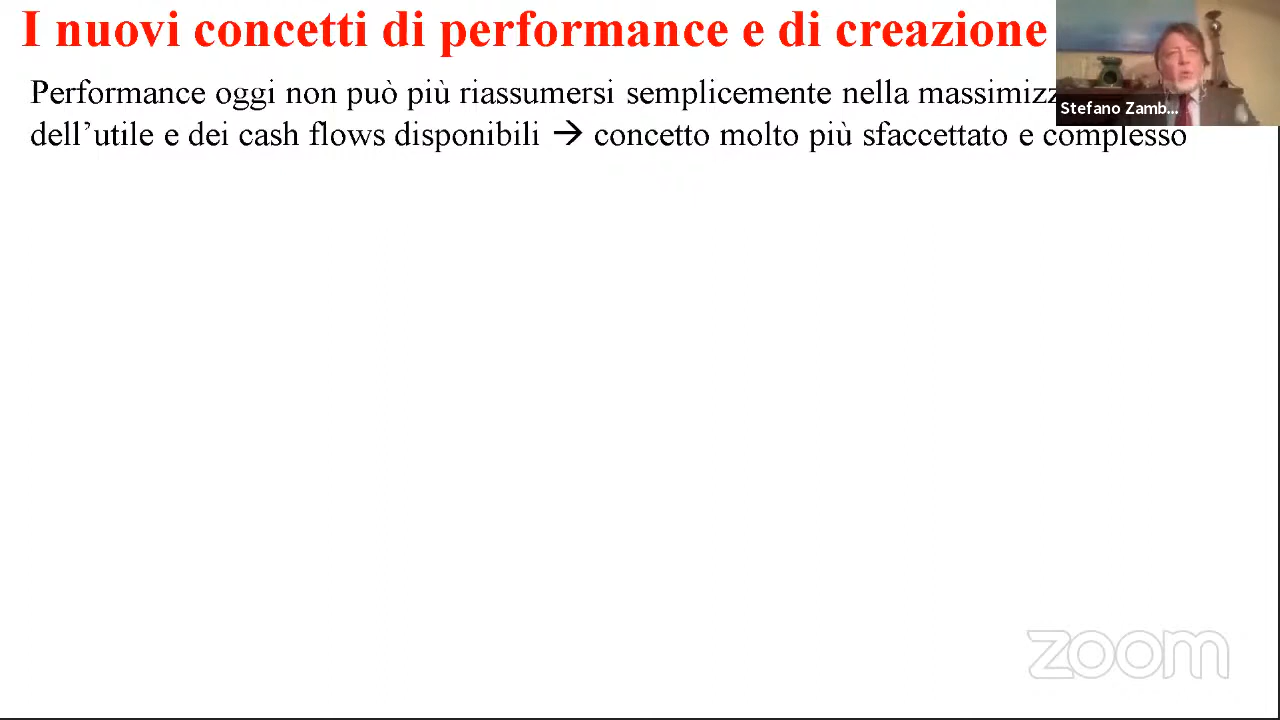 I nuovi concetti di performance e di creazione
Performance oggi non può più riassumersi semplicemente nella
dell’utile e dei cash flows disponibili → concetto molto più sfaccettato e complesso
Stefano Zamb...
zoom